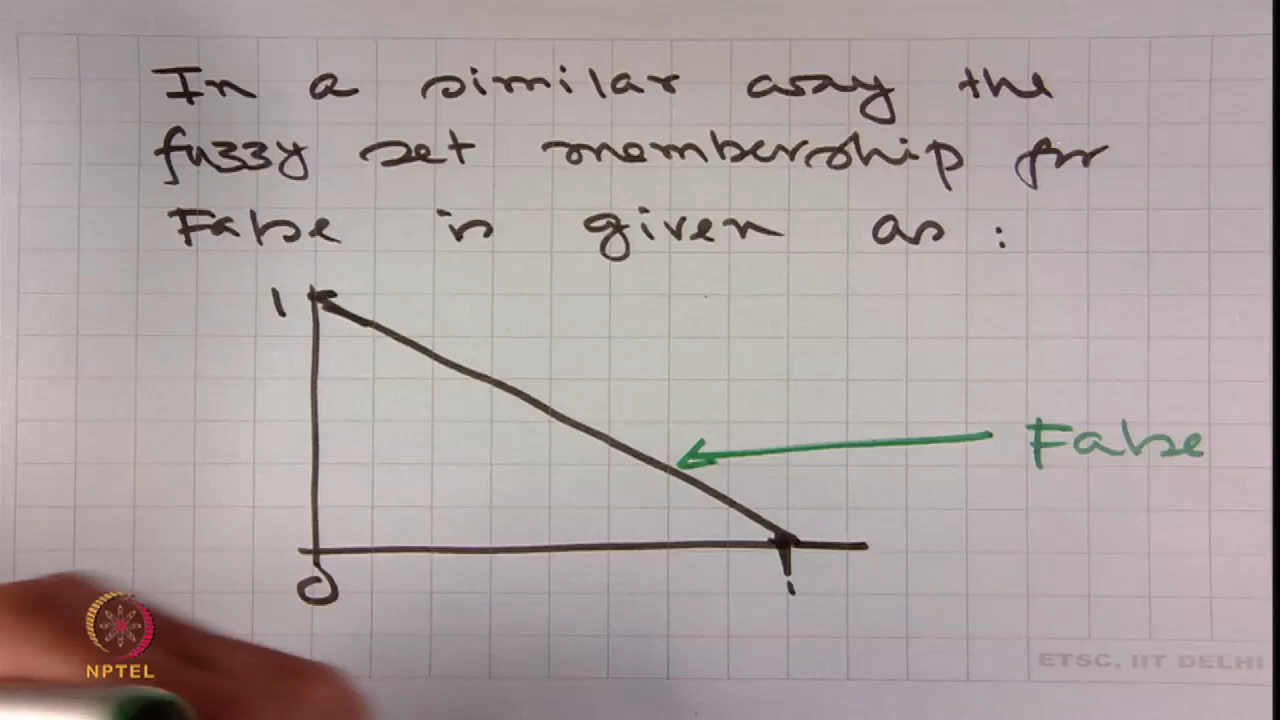 In a similar way the
fuzzy set membership for
False is given as :
1
False
0
1
NPTEL
ETSC, IIT DELHI